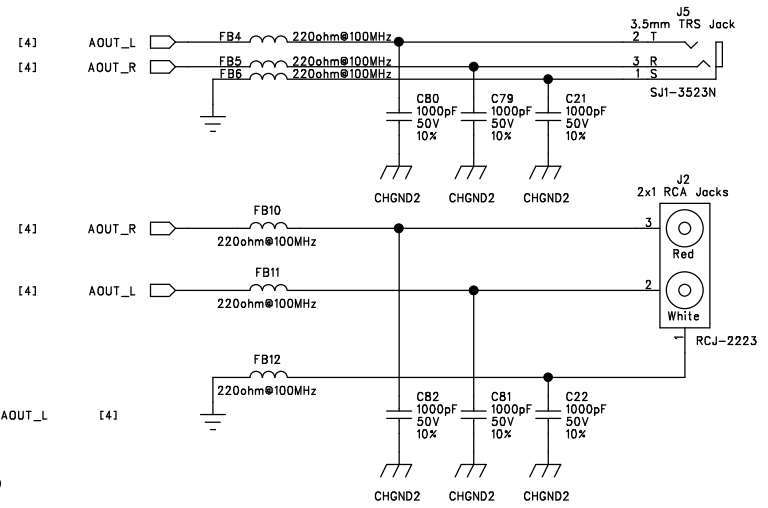 J5
3.5mm TRS Jack
[4] AOUT_L FB4 220ohm@100MHz 2 T
[4] AOUT_R FB5 220ohm@100MHz 3 R
FB6 220ohm@100MHz 1 S
SJ1-3523N
C80 C79 C21
1000pF 1000pF 1000pF
50V 50V 50V
10% 10% 10%
CHGND2 CHGND2 CHGND2
J2
2x1 RCA Jacks
FB10
[4] AOUT_R 3
220ohm@100MHz
Red
FB11
[4] AOUT_L 2
220ohm@100MHz
White
1 RCJ-2223
FB12
220ohm@100MHz
AOUT_L [4]
C82 C81 C22
1000pF 1000pF 1000pF
50V 50V 50V
10% 10% 10%
CHGND2 CHGND2 CHGND2